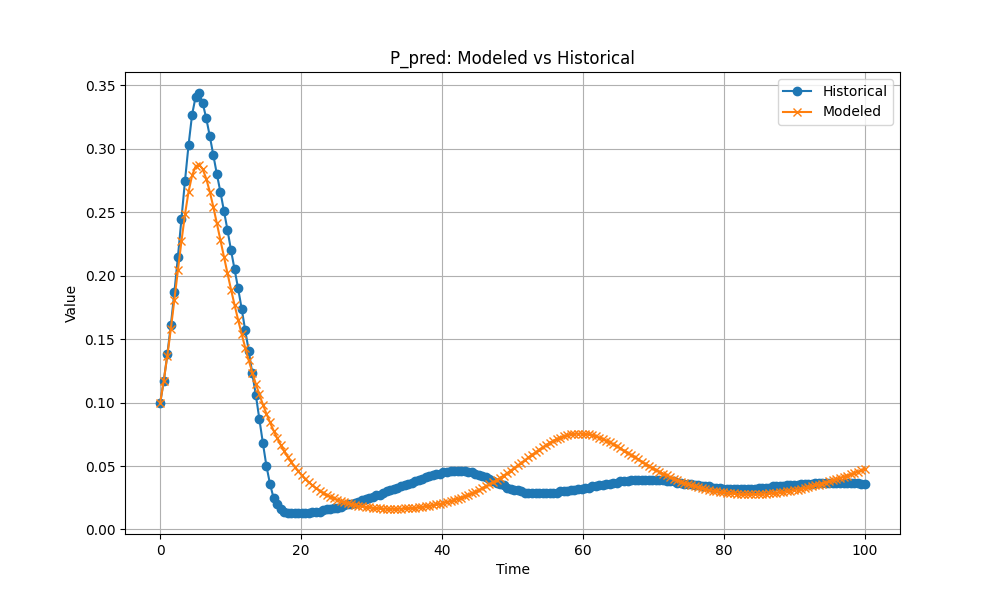 P_pred: Modeled vs Historical
Historical
Modeled
Value
0.35
0.30
0.25
0.20
0.15
0.10
0.05
0.00
0 20 40 60 80 100
Time